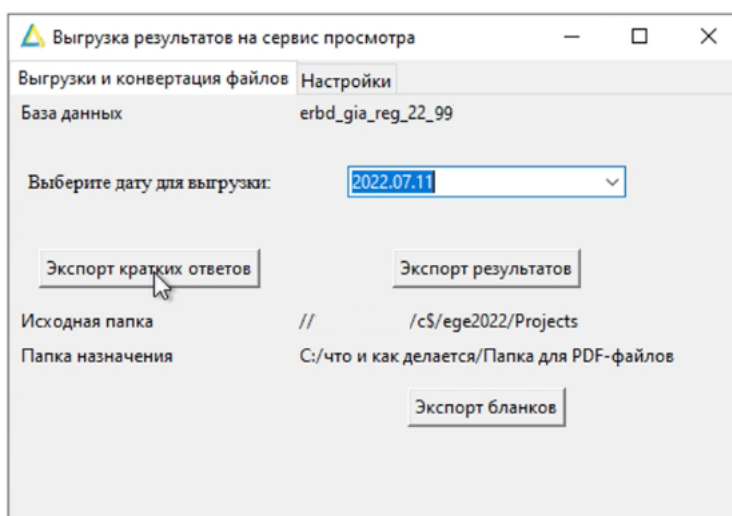 Выгрузка результатов на сервис просмотра
Выгрузки и конвертация файлов Настройки
База данных erbd_gia_reg_22_99
Выберите дату для выгрузки: 2022.07.11
Экспорт кратких ответов Экспорт результатов
Исходная папка // /c$/ege2022/Projects
Папка назначения C:/что и как делается/Папка для PDF-файлов
Экспорт бланков